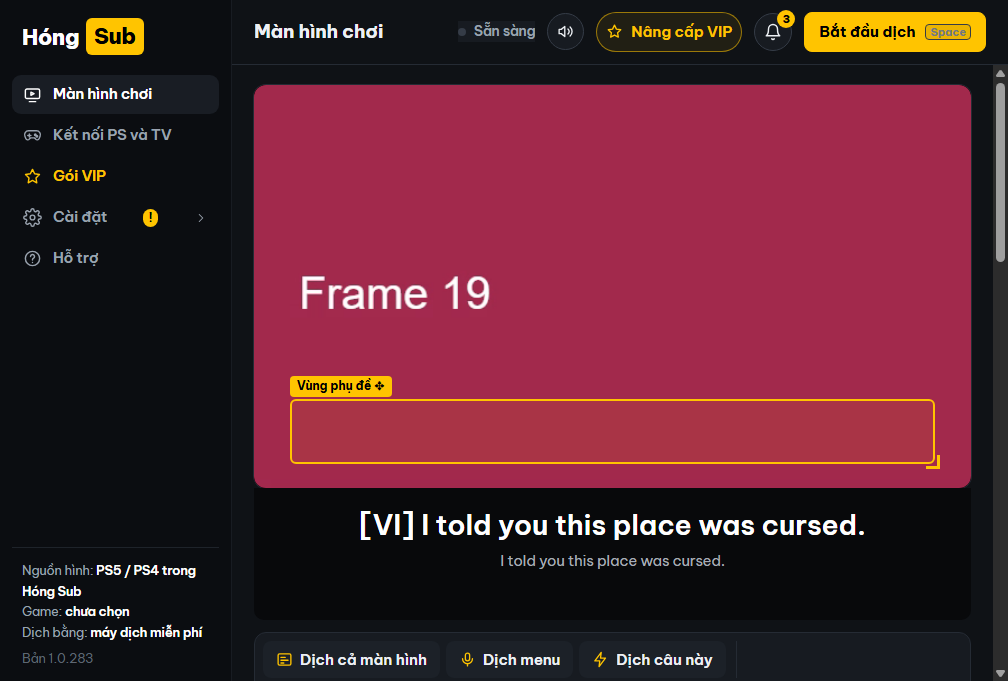 Hóng Sub
Màn hình chơi
Kết nối PS và TV
Gói VIP
Cài đặt !
Hỗ trợ
Nguồn hình: PS5 / PS4 trong
Hóng Sub
Game: chưa chọn
Dịch bằng: máy dịch miễn phí
Bản 1.0.283
Màn hình chơi
Sẵn sàng
Nâng cấp VIP
3
Bắt đầu dịch Space
Frame 19
Vùng phụ đề
[VI] I told you this place was cursed.
I told you this place was cursed.
Dịch cả màn hình
Dịch menu
Dịch câu này